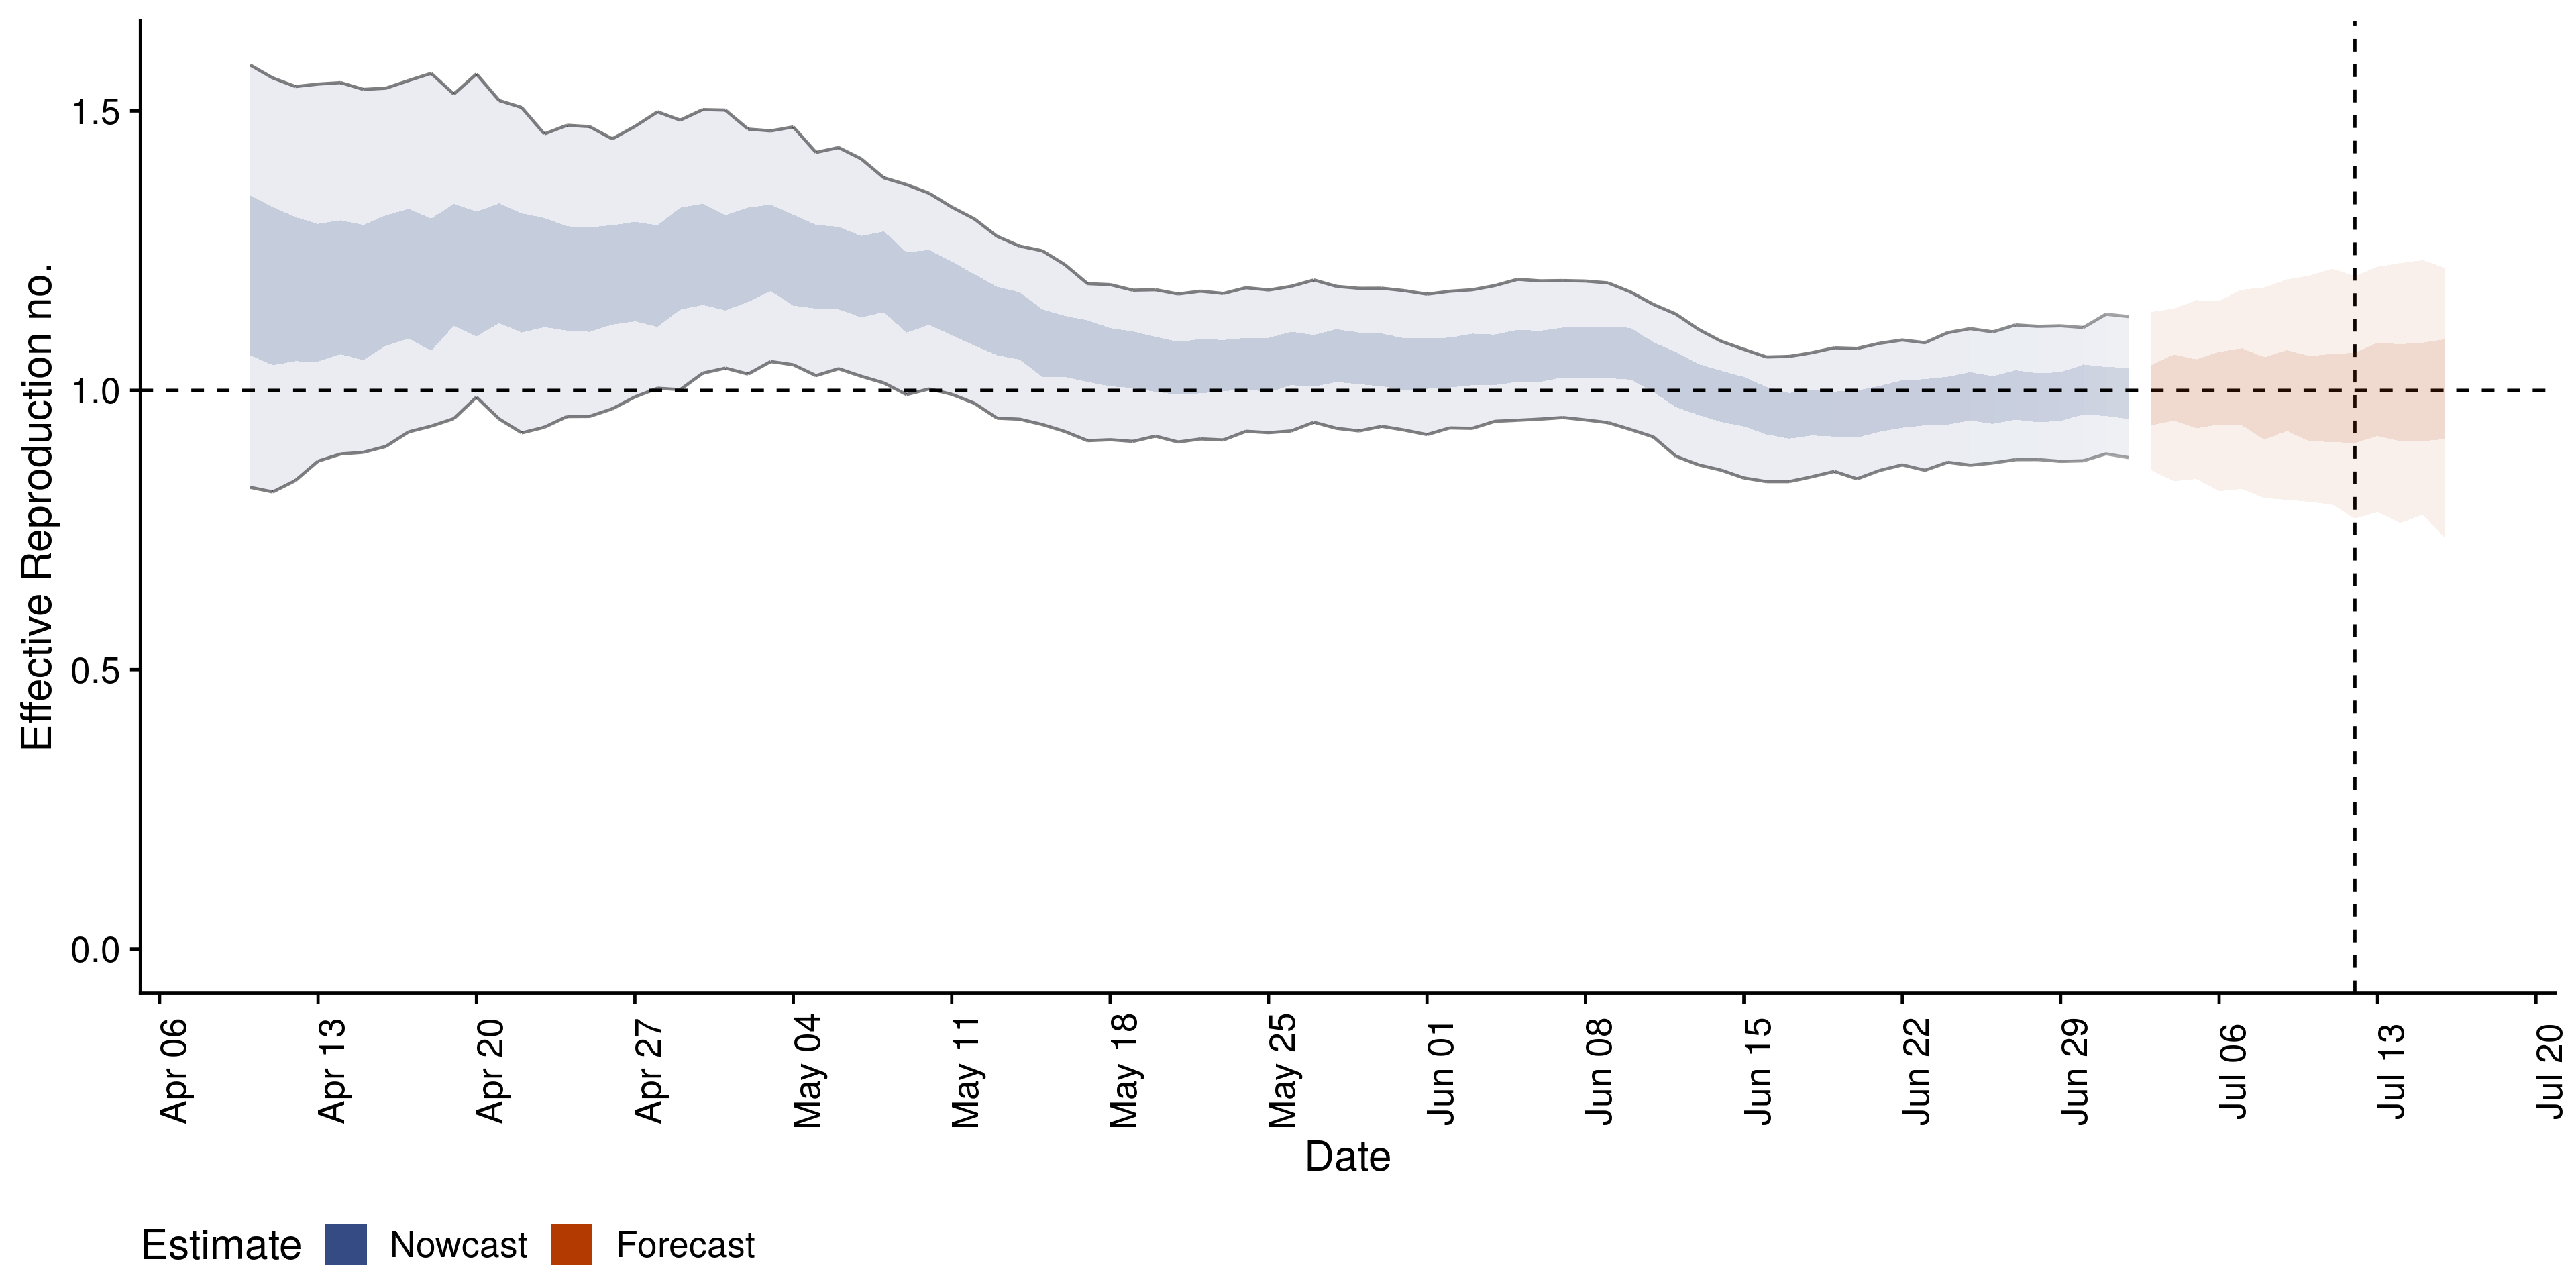 Effective Reproduction no.
1.5
1.0
0.5
0.0
Apr 06
Apr 13
Apr 20
Apr 27
May 04
May 11
May 18
May 25
Jun 01
Jun 08
Jun 15
Jun 22
Jun 29
Jul 06
Jul 13
Jul 20
Date
Estimate Nowcast Forecast